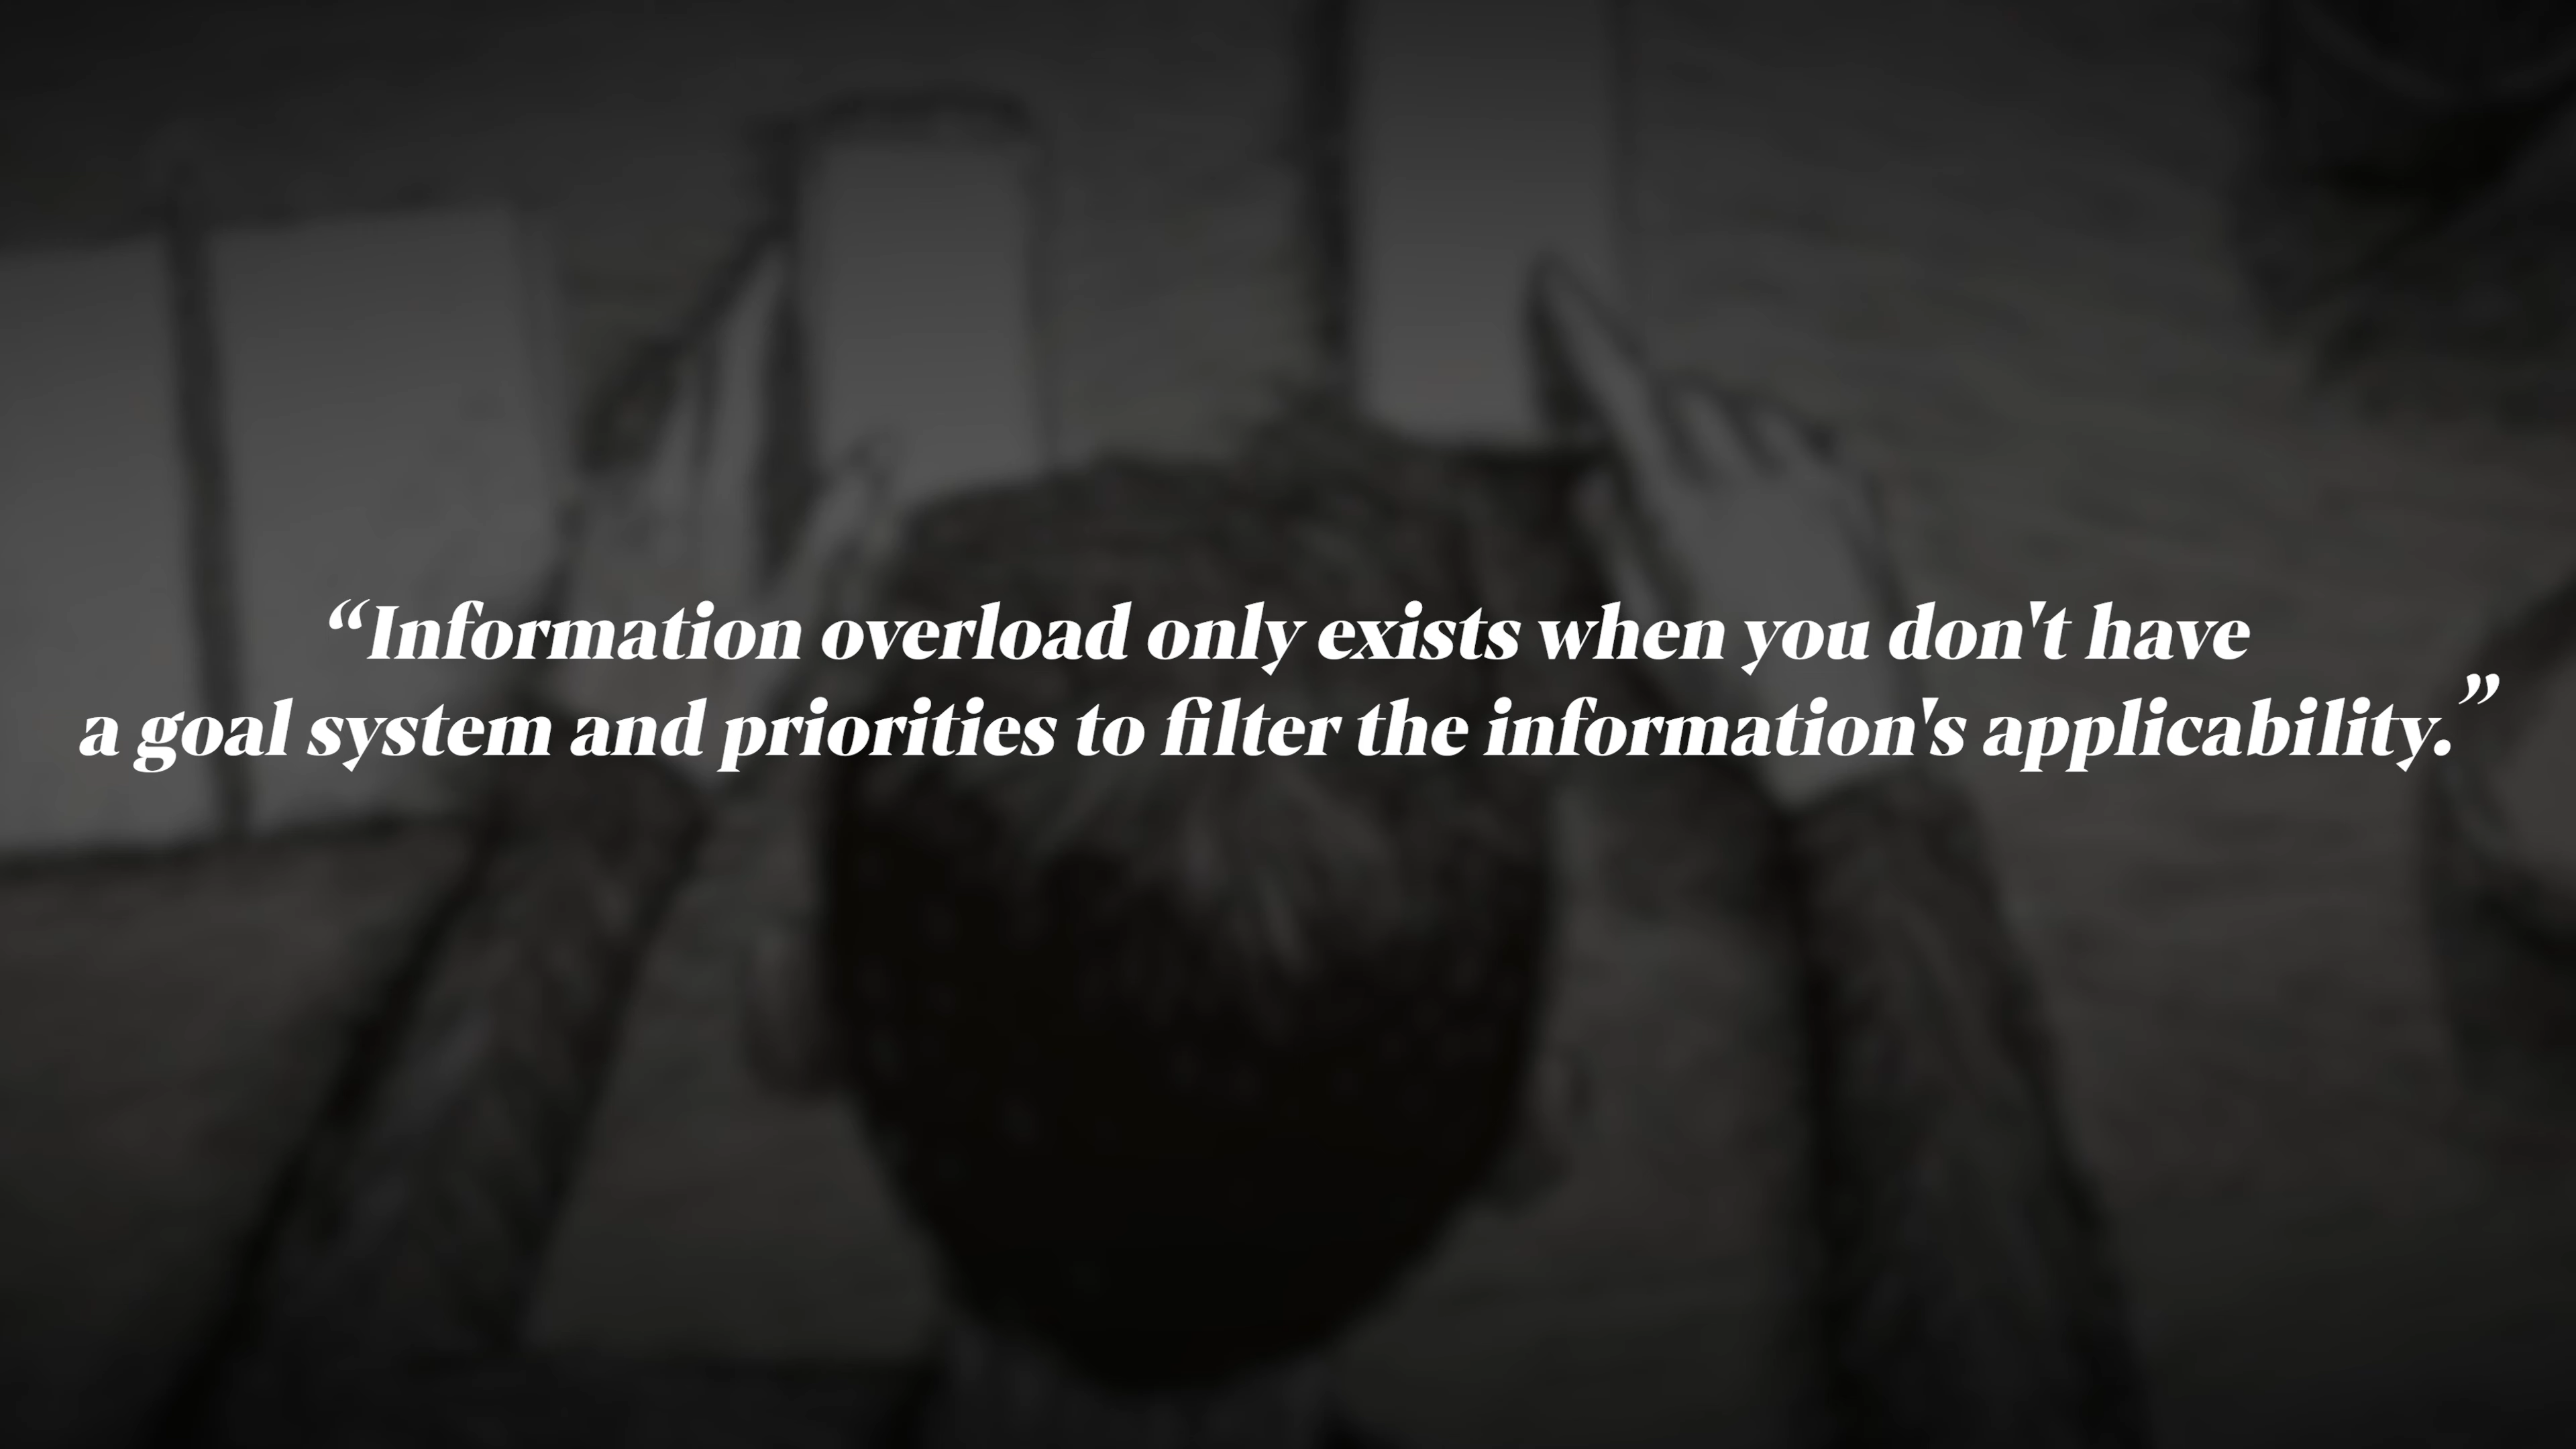 “Information overload only exists when you don't have
a goal system and priorities to filter the information's applicability.”